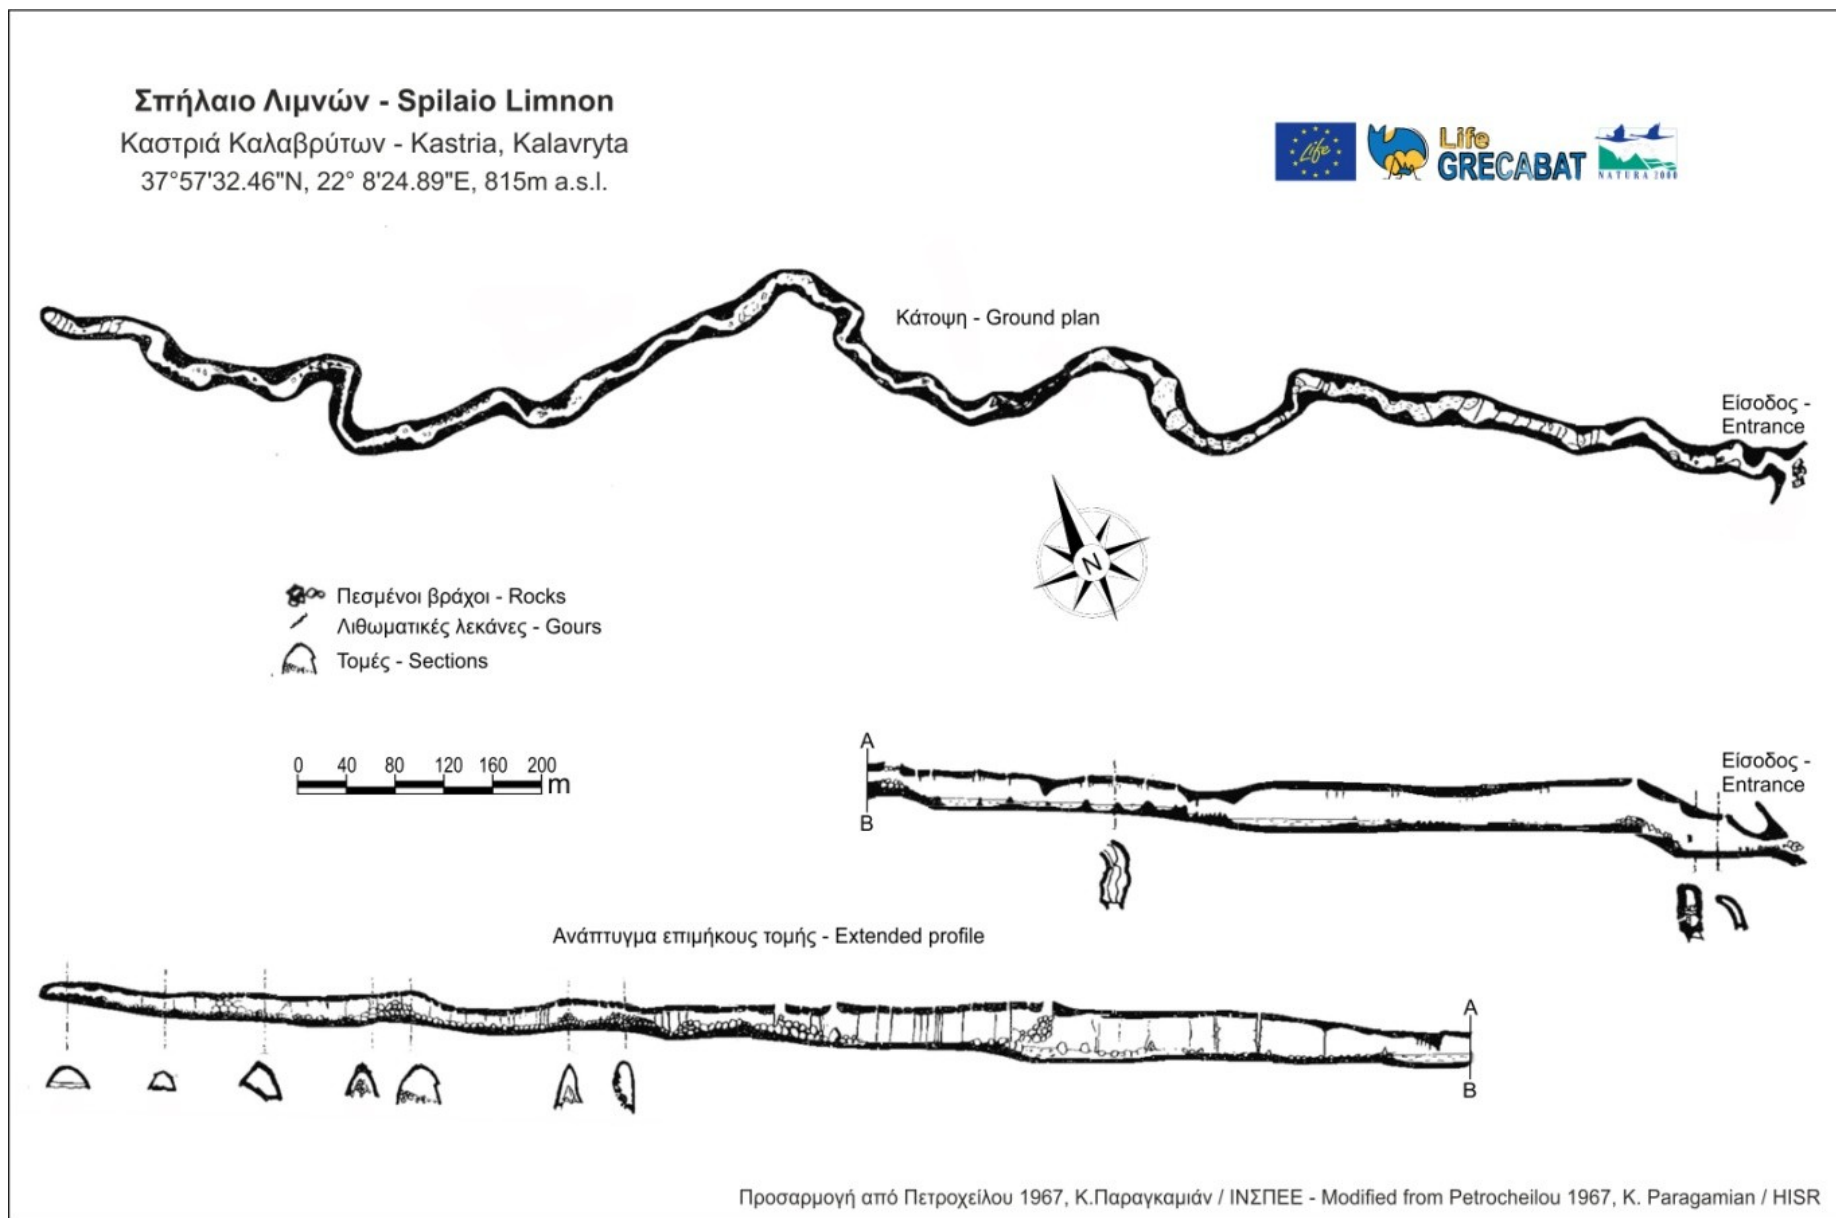 Σπήλαιο Λιμνών - Spilaio Limnon
Καστριά Καλαβρύτων - Kastria, Kalavryta
37°57'32.46"N, 22° 8'24.89"E, 815m a.s.l.
Life
Life
GRECABAT
NATURA 2000
Κάτοψη - Ground plan
Είσοδος -
Entrance
N
Πεσμένοι βράχοι - Rocks
Λιθωματικές λεκάνες - Gours
Τομές - Sections
0 40 80 120 160 200
m
A
B
Είσοδος -
Entrance
Ανάπτυγμα επιμήκους τομής - Extended profile
A
B
Προσαρμογή από Πετροχείλου 1967, Κ.Παραγκαμιάν / ΙΝΣΠΕΕ - Modified from Petrocheilou 1967, K. Paragamian / HISR